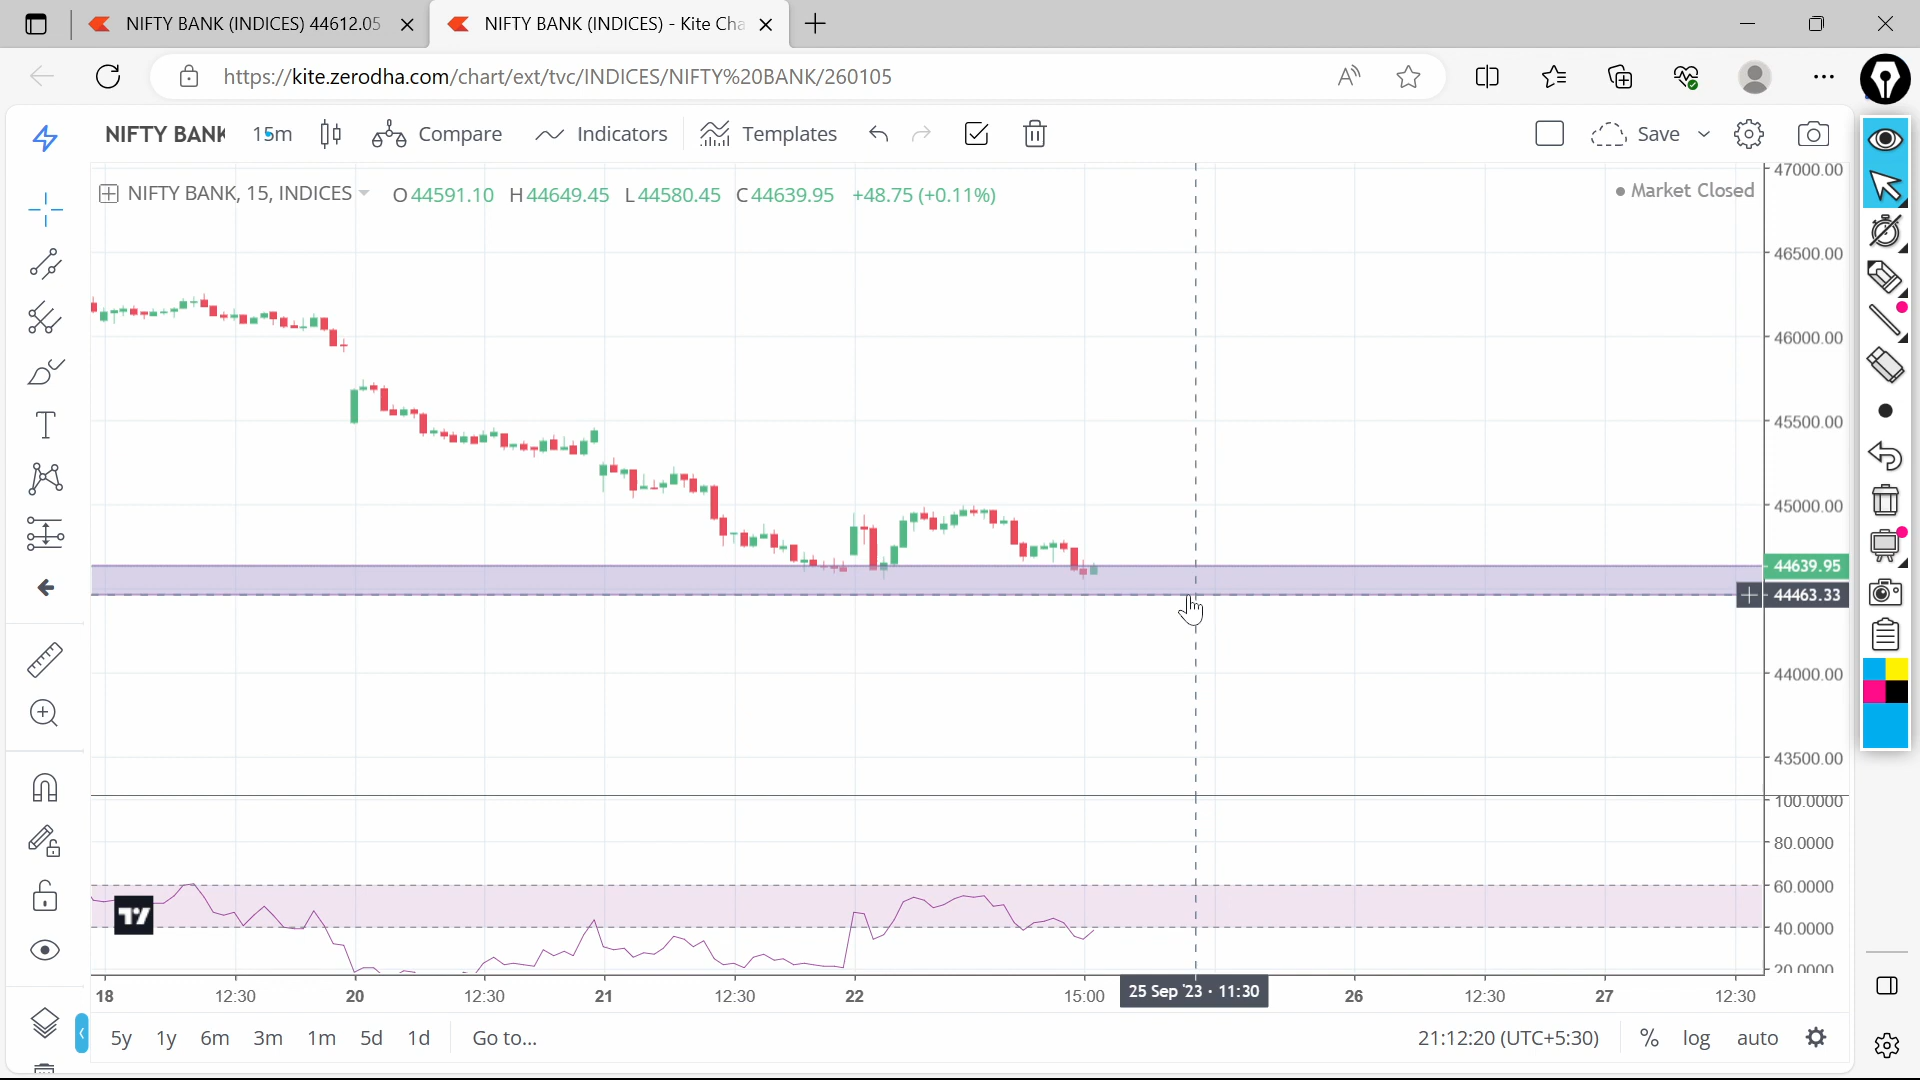 NIFTY BANK (INDICES) 44612.05
NIFTY BANK (INDICES) - Kite Cha
https://kite.zerodha.com/chart/ext/tvc/INDICES/NIFTY%20BANK/260105
NIFTY BANK 15m Compare Indicators Templates Save
NIFTY BANK, 15, INDICES O 44591.10 H 44649.45 L 44580.45 C 44639.95 +48.75 (+0.11%)
Market Closed
47000.00
46500.00
46000.00
45500.00
45000.00
44639.95
44463.33
44000.00
43500.00
100.0000
80.0000
60.0000
40.0000
20.0000
18 12:30 20 12:30 21 12:30 22 15:00 25 Sep '23 · 11:30 26 12:30 27 12:30
5y 1y 6m 3m 1m 5d 1d Go to... 21:12:20 (UTC+5:30) % log auto